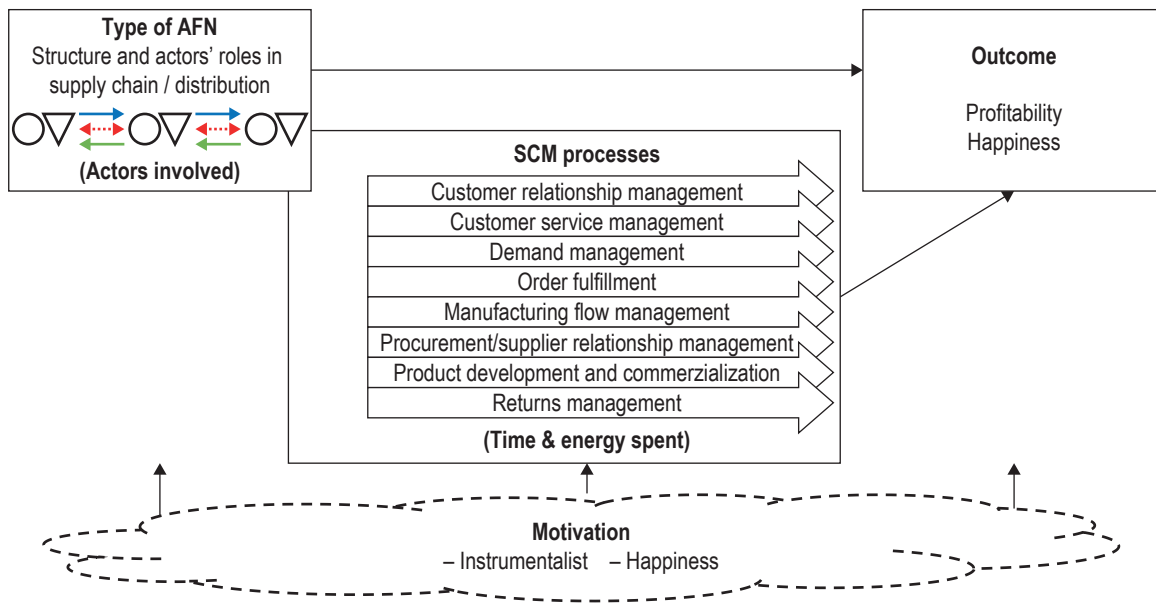 Type of AFN
Structure and actors’ roles in
supply chain / distribution
(Actors involved)
Outcome
Profitability
Happiness
SCM processes
Customer relationship management
Customer service management
Demand management
Order fulfillment
Manufacturing flow management
Procurement/supplier relationship management
Product development and commerzialization
Returns management
(Time & energy spent)
Motivation
– Instrumentalist – Happiness